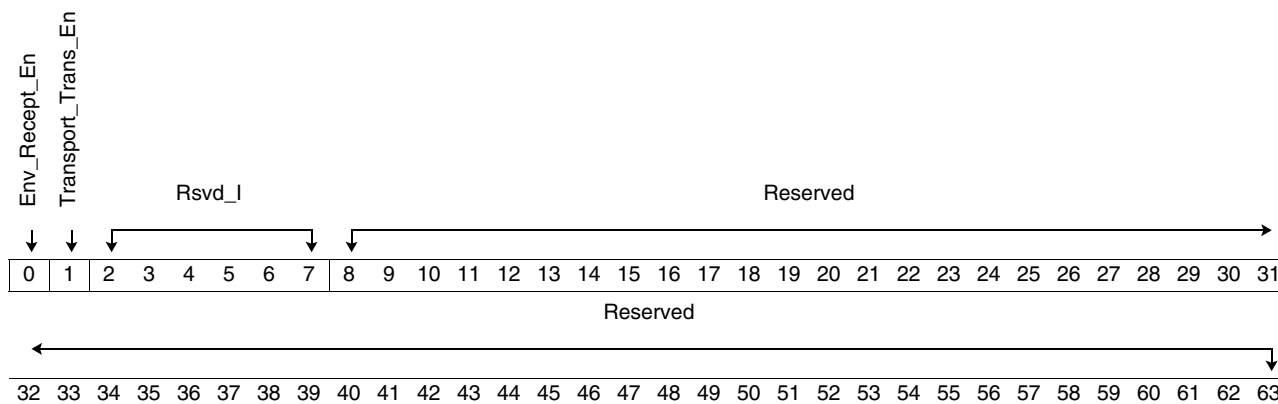 Env_Recept_En
Transport_Trans_En
Rsvd_I Reserved
0 1 2 3 4 5 6 7 8 9 10 11 12 13 14 15 16 17 18 19 20 21 22 23 24 25 26 27 28 29 30 31
Reserved
32 33 34 35 36 37 38 39 40 41 42 43 44 45 46 47 48 49 50 51 52 53 54 55 56 57 58 59 60 61 62 63